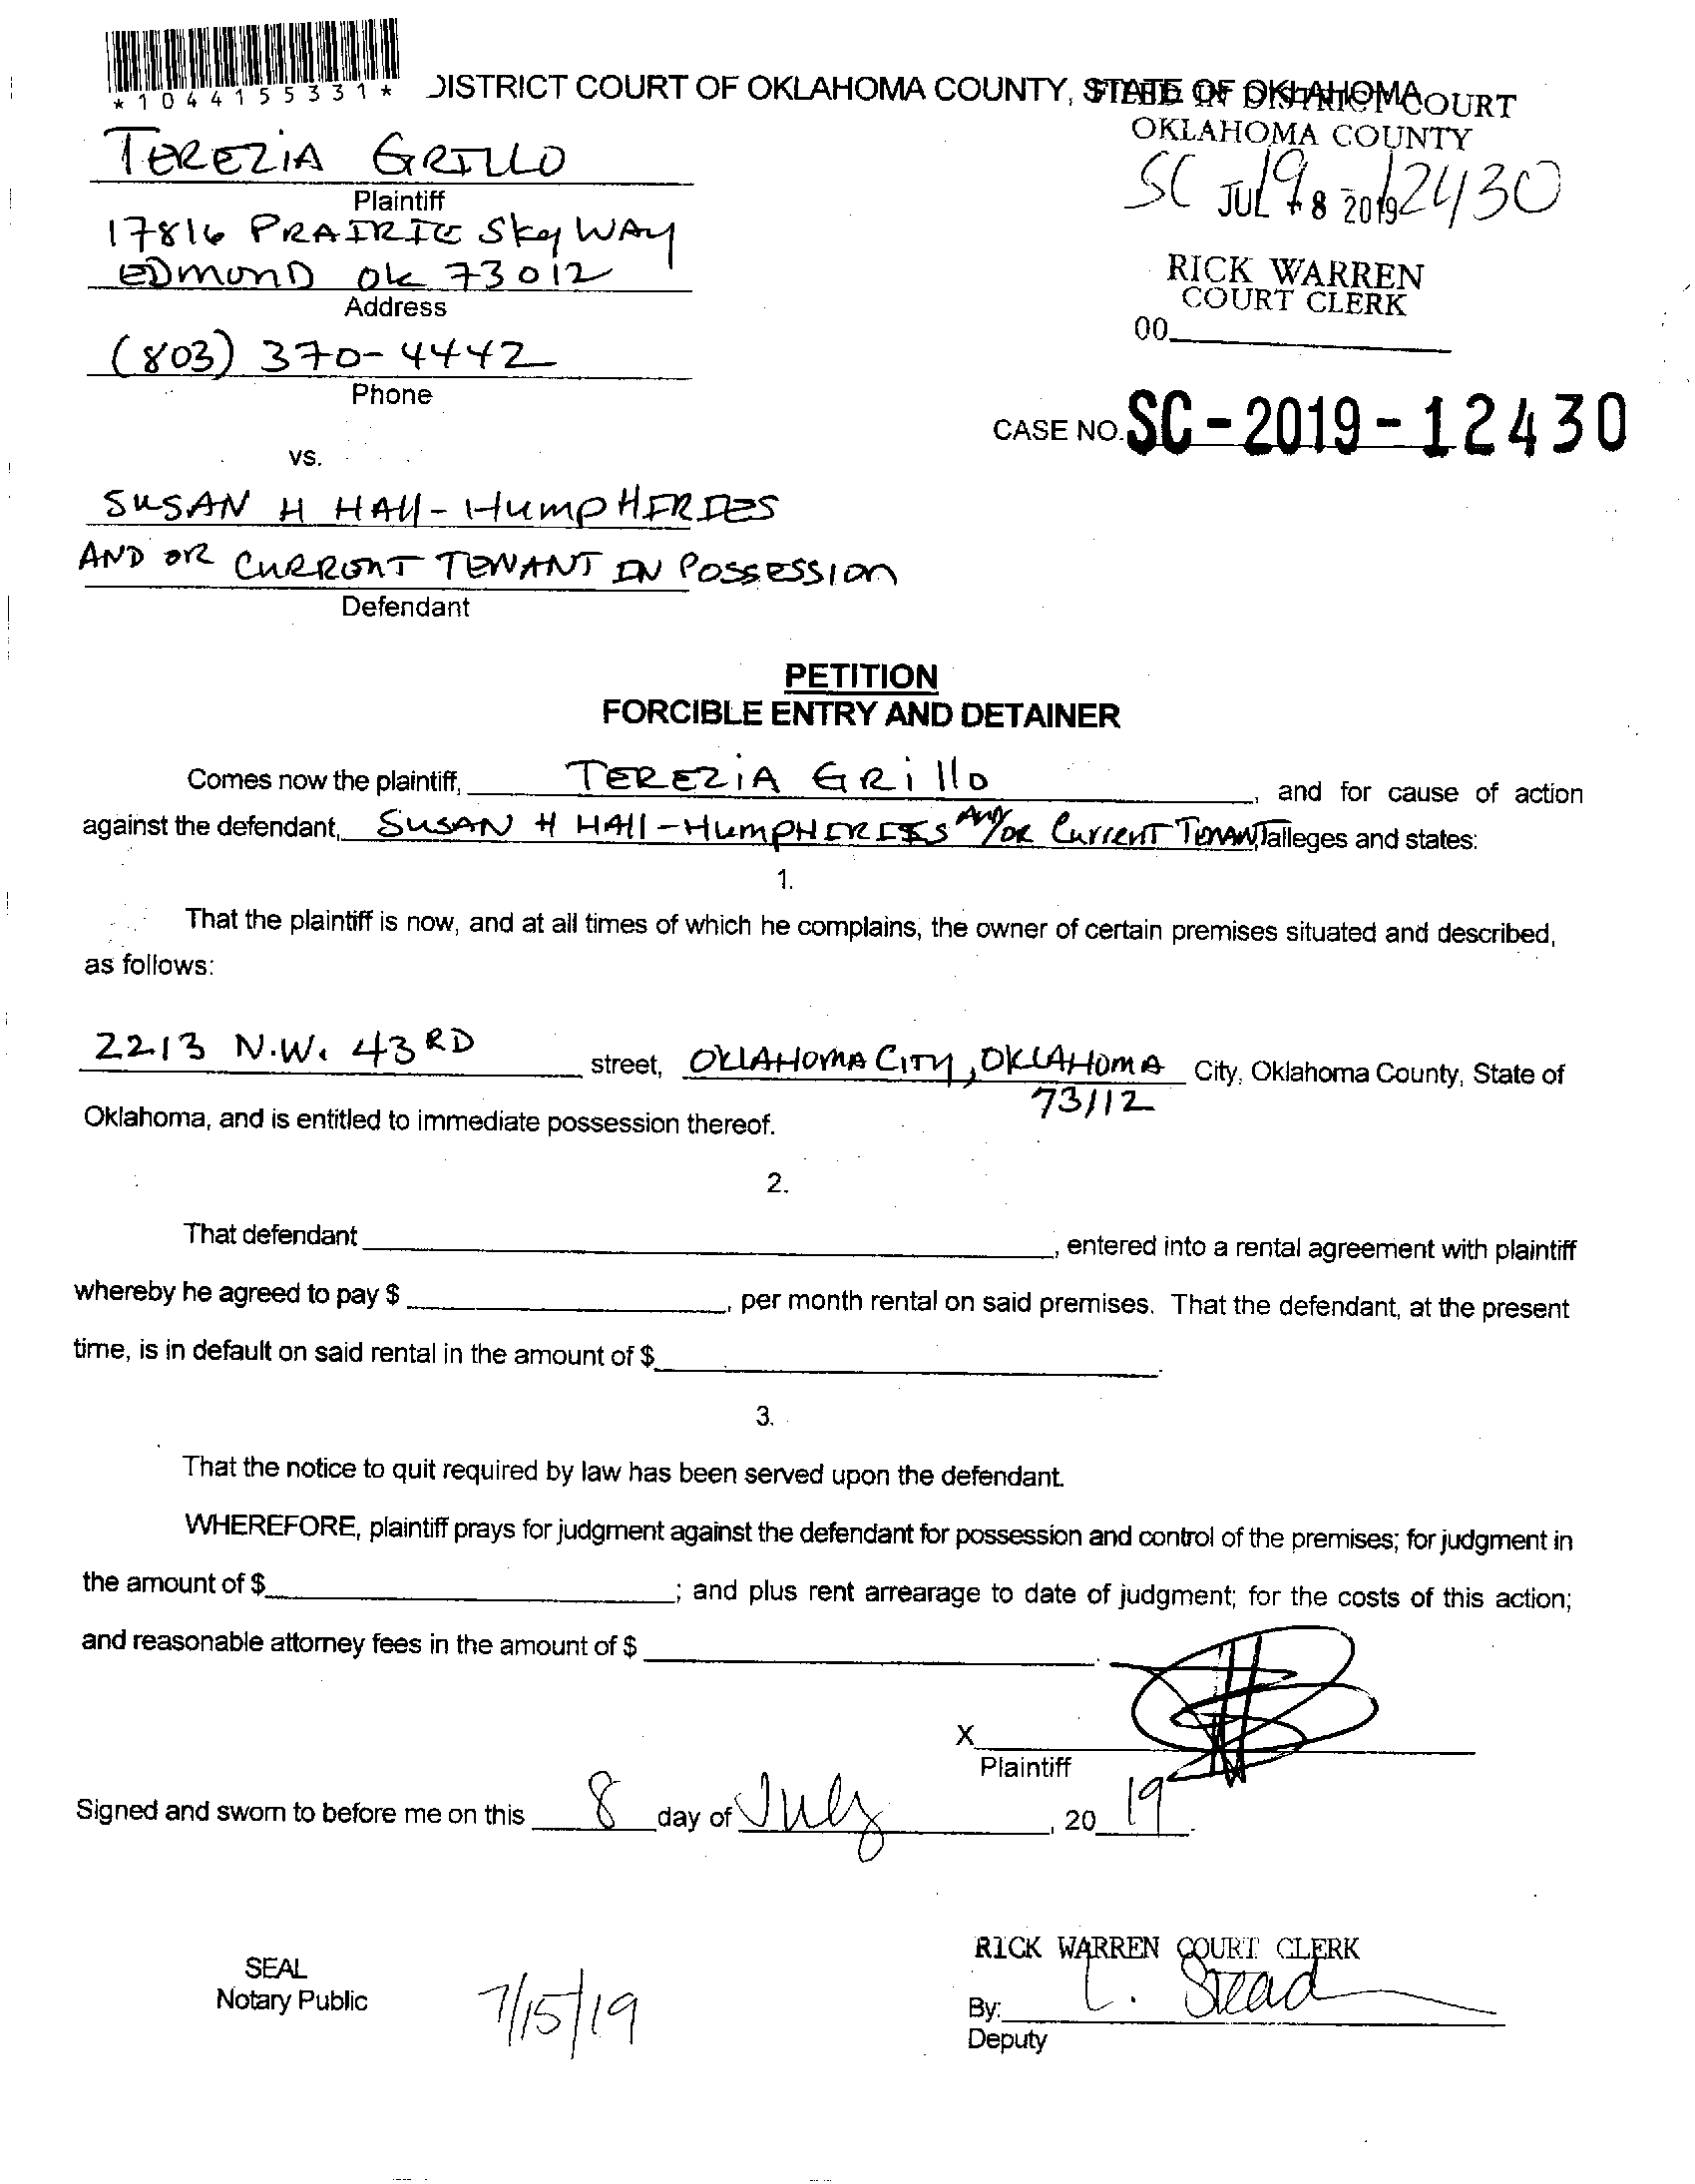 *1044155331*
DISTRICT COURT OF OKLAHOMA COUNTY, STATE OF OKLAHOMA
FILED IN DISTRICT COURT
OKLAHOMA COUNTY
SC 19 12430
JUL 8 2019
RICK WARREN
COURT CLERK
00
TEREZIA GRILLO
Plaintiff
17816 PRAIRIE Sky WAy
EDMOND OK 73012
Address
(803) 370-4442
Phone
CASE NO. SC-2019-12430
vs.
SUSAN H HAll-HumpHERIES
AND OR CURRENT TENANT IN POSSESSION
Defendant
PETITION
FORCIBLE ENTRY AND DETAINER
Comes now the plaintiff, TEREZIA GRillo, and for cause of action
against the defendant, SUSAN H HAll-HumpHERIES AND/OR CurrENT TENANT alleges and states:
1.
That the plaintiff is now, and at all times of which he complains, the owner of certain premises situated and described,
as follows:
2213 N.W. 43RD street, OKLAHOMA CITY, OKLAHOMA City, Oklahoma County, State of
73112
Oklahoma, and is entitled to immediate possession thereof.
2.
That defendant, entered into a rental agreement with plaintiff
whereby he agreed to pay $, per month rental on said premises. That the defendant, at the present
time, is in default on said rental in the amount of $.
3.
That the notice to quit required by law has been served upon the defendant.
WHEREFORE, plaintiff prays for judgment against the defendant for possession and control of the premises; for judgment in
the amount of $; and plus rent arrearage to date of judgment; for the costs of this action;
and reasonable attorney fees in the amount of $.
X
Plaintiff
Signed and sworn to before me on this 8 day of July, 2019.
RICK WARREN COURT CLERK
SEAL
Notary Public
7/15/19
By: L. Stead
Deputy